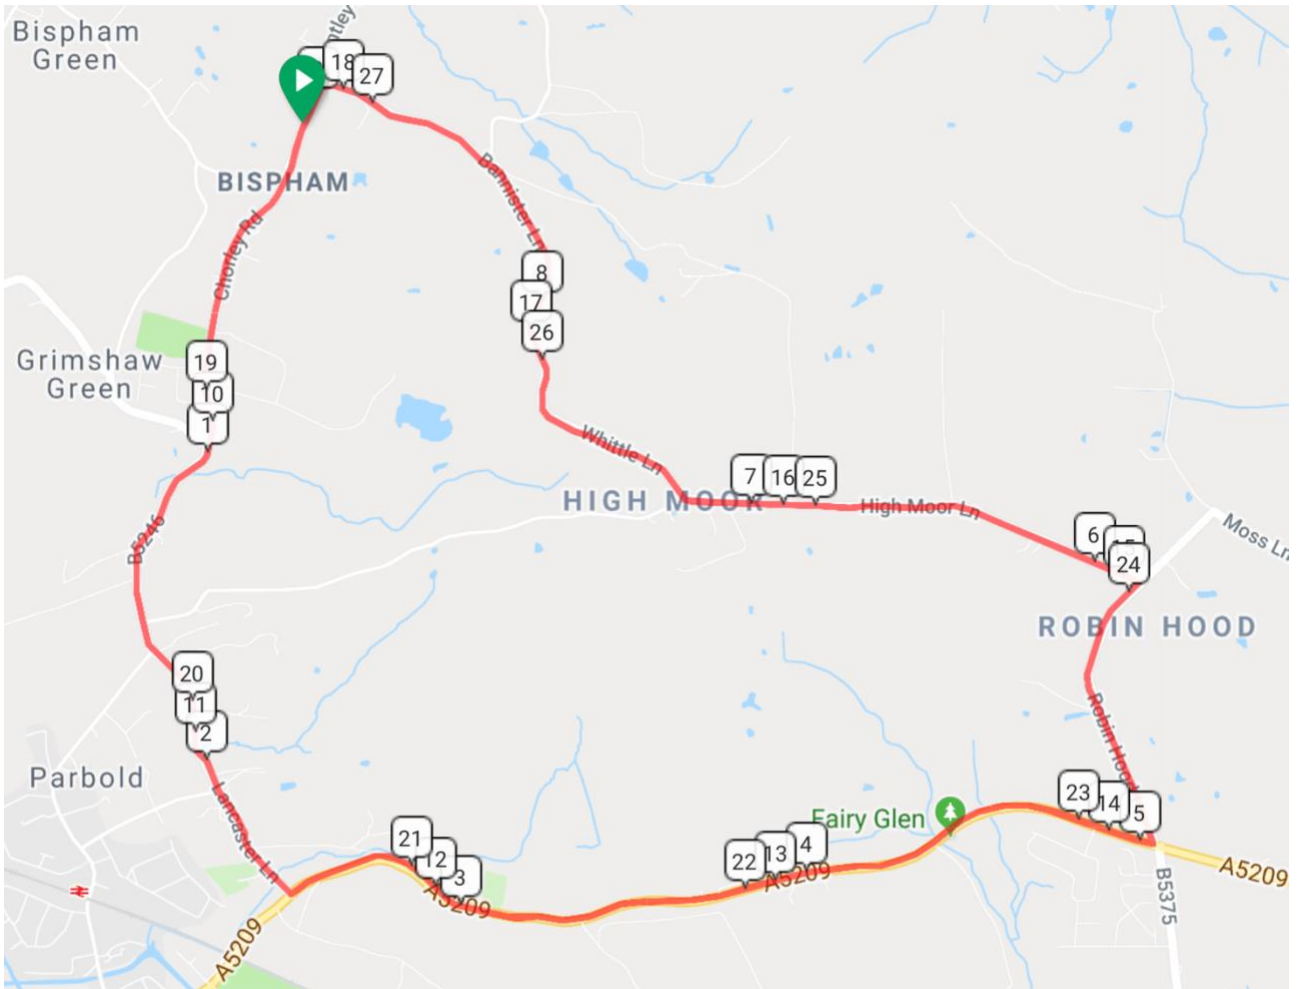 Bispham
Green
18
27
BISPHAM
Bannister Ln
Chorley Rd
8
17
26
Grimshaw
Green
19
10
1
Whittle Ln
7
16
25
HIGH MOOR
High Moor Ln
Moss Ln
B5246
6
15
24
ROBIN HOOD
20
11
2
Robin Hood
Parbold
Lancaster Ln
23
14
5
Fairy Glen
21
12
3
22
13
4
A5209
A5209
A5209
A5209
B5375